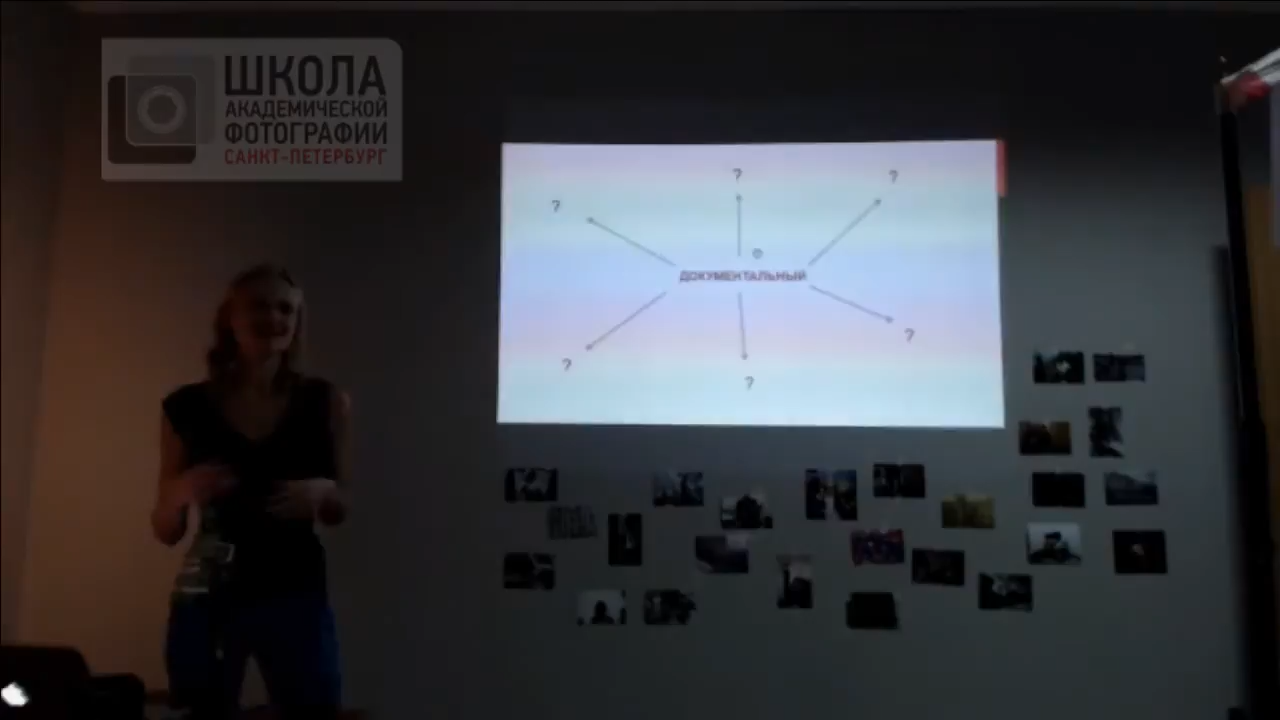 ШКОЛА
АКАДЕМИЧЕСКОЙ
ФОТОГРАФИИ
САНКТ-ПЕТЕРБУРГ
? ? ?
ДОКУМЕНТАЛЬНЫЙ
? ? ?